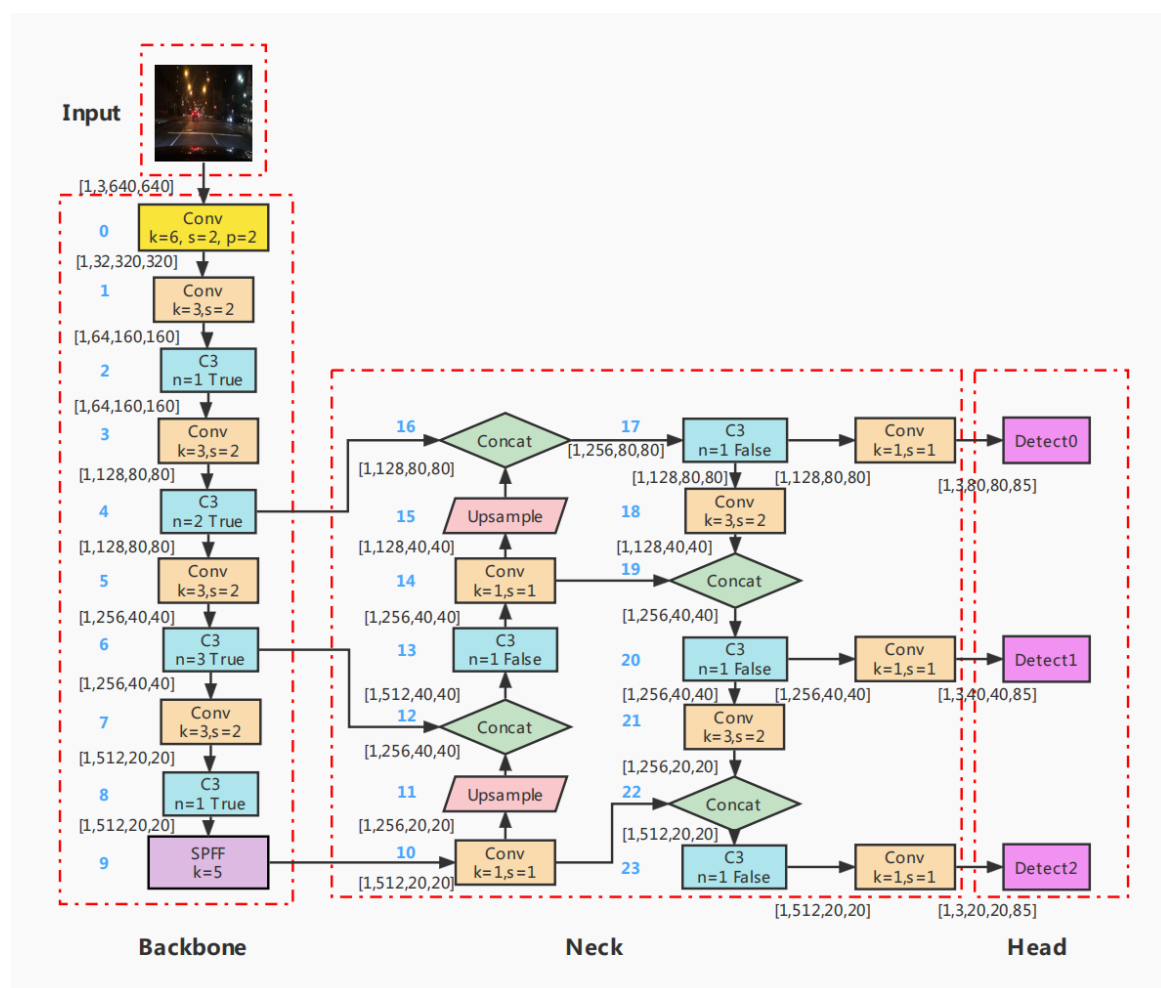 Input
[1,3,640,640]
0
Conv
k=6, s=2, p=2
[1,32,320,320]
1
Conv
k=3,s=2
[1,64,160,160]
2
C3
n=1 True
[1,64,160,160]
3
Conv
k=3,s=2
[1,128,80,80]
4
C3
n=2 True
[1,128,80,80]
5
Conv
k=3,s=2
[1,256,40,40]
6
C3
n=3 True
[1,256,40,40]
7
Conv
k=3,s=2
[1,512,20,20]
8
C3
n=1 True
[1,512,20,20]
9
SPFF
k=5
Backbone
16
Concat
[1,128,80,80]
15
Upsample
[1,128,40,40]
14
Conv
k=1,s=1
[1,256,40,40]
13
C3
n=1 False
[1,512,40,40]
12
Concat
[1,256,40,40]
11
Upsample
[1,256,20,20]
10
Conv
k=1,s=1
[1,512,20,20]
17
[1,256,80,80]
C3
n=1 False
[1,128,80,80]
[1,128,80,80]
Conv
k=1,s=1
18
Conv
k=3,s=2
[1,128,40,40]
19
Concat
[1,256,40,40]
20
C3
n=1 False
[1,256,40,40]
[1,256,40,40]
Conv
k=1,s=1
21
Conv
k=3,s=2
[1,256,20,20]
22
Concat
[1,512,20,20]
23
C3
n=1 False
Conv
k=1,s=1
[1,512,20,20]
Neck
Detect0
[1,3,80,80,85]
Detect1
[1,3,40,40,85]
Detect2
[1,3,20,20,85]
Head